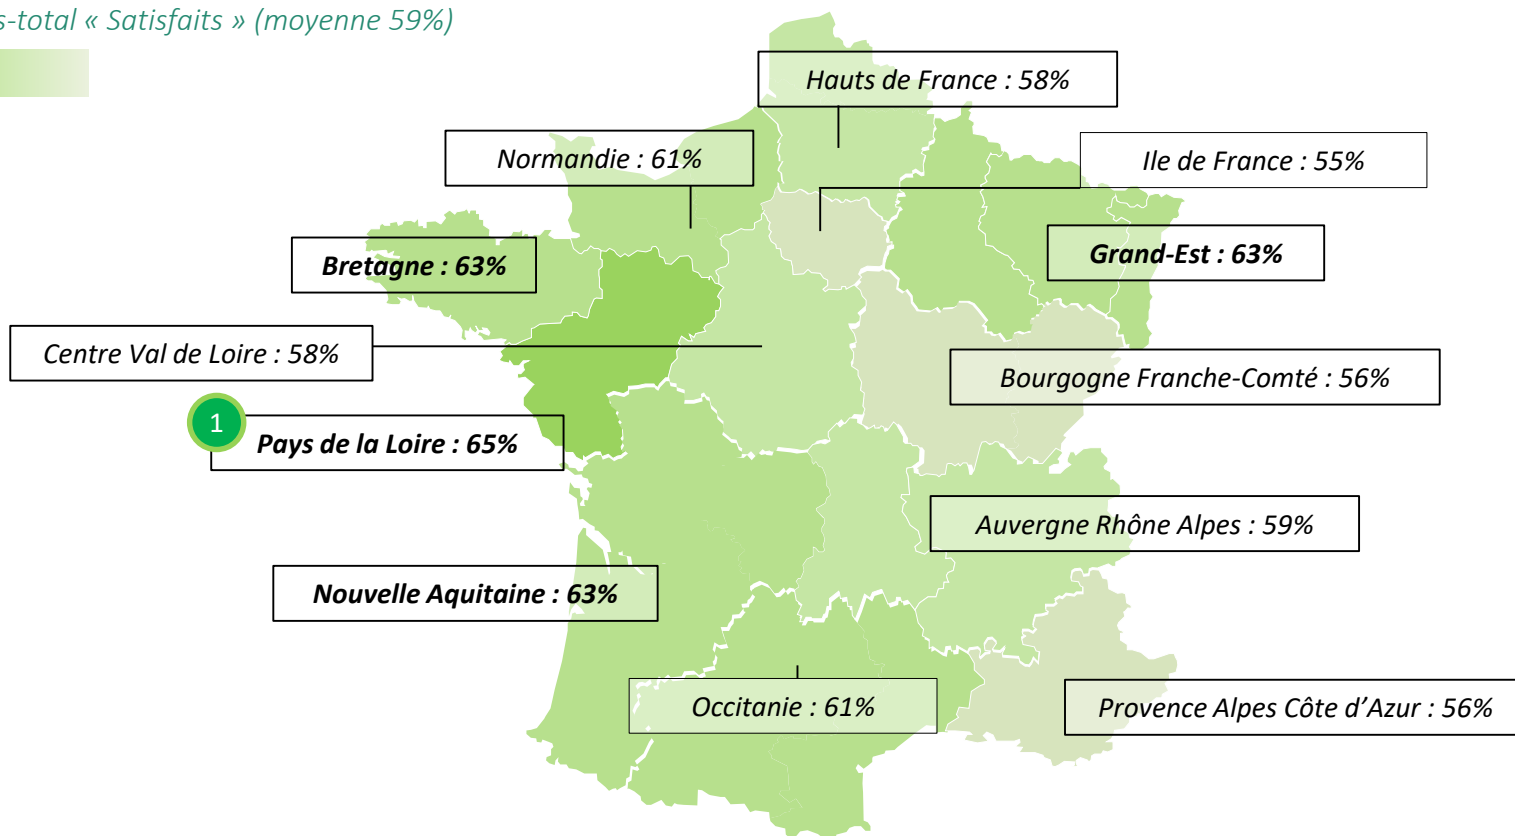 s-total « Satisfaits » (moyenne 59%)
Hauts de France : 58%
Normandie : 61%
Ile de France : 55%
Bretagne : 63%
Grand-Est : 63%
Centre Val de Loire : 58%
Bourgogne Franche-Comté : 56%
1
Pays de la Loire : 65%
Auvergne Rhône Alpes : 59%
Nouvelle Aquitaine : 63%
Occitanie : 61%
Provence Alpes Côte d’Azur : 56%